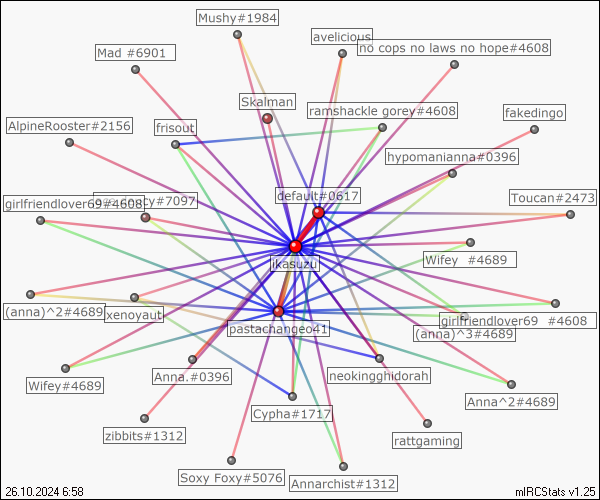 Mushy#1984
avelicious
no cops no laws no hope#4608
Mad #6901
Skalman
ramshackle gorey#4608
fakedingo
AlpineRooster#2156
frisout
hypomanianna#0396
default#0617
Toucan#2473
girlfriendlover69#4608
#7097
Wifey  #4689
ikasuzu
(anna)^2#4689
xenoyaut
girlfriendlover69  #4608
pastachangeo41
(anna)^3#4689
Wifey#4689
Anna.#0396
neokingghidorah
Cypha#1717
Anna^2#4689
zibbits#1312
rattgaming
Soxy Foxy#5076
Annarchist#1312
26.10.2024 6:58
mIRCStats v1.25